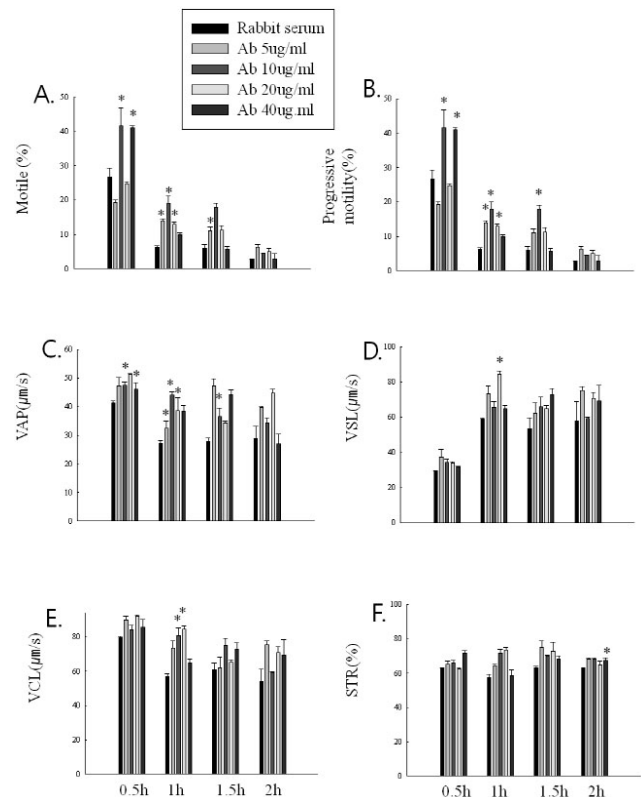 Rabbit serum
Ab 5ug/ml
Ab 10ug/ml
Ab 20ug/ml
Ab 40ug.ml
A.
Motile (%)
50
40
30
20
10
0
* *
* * *
*
B.
Progressive
motility(%)
50
40
30
20
10
0
* *
* * *
*
C.
VAP(μm/s)
60
50
40
30
20
10
0
* *
* * *
*
D.
VSL(μm/s)
100
80
60
40
20
0
*
E.
VCL(μm/s)
80
60
40
20
0
* *
0.5h 1h 1.5h 2h
F.
STR(%)
100
80
60
40
20
0
*
0.5h 1h 1.5h 2h